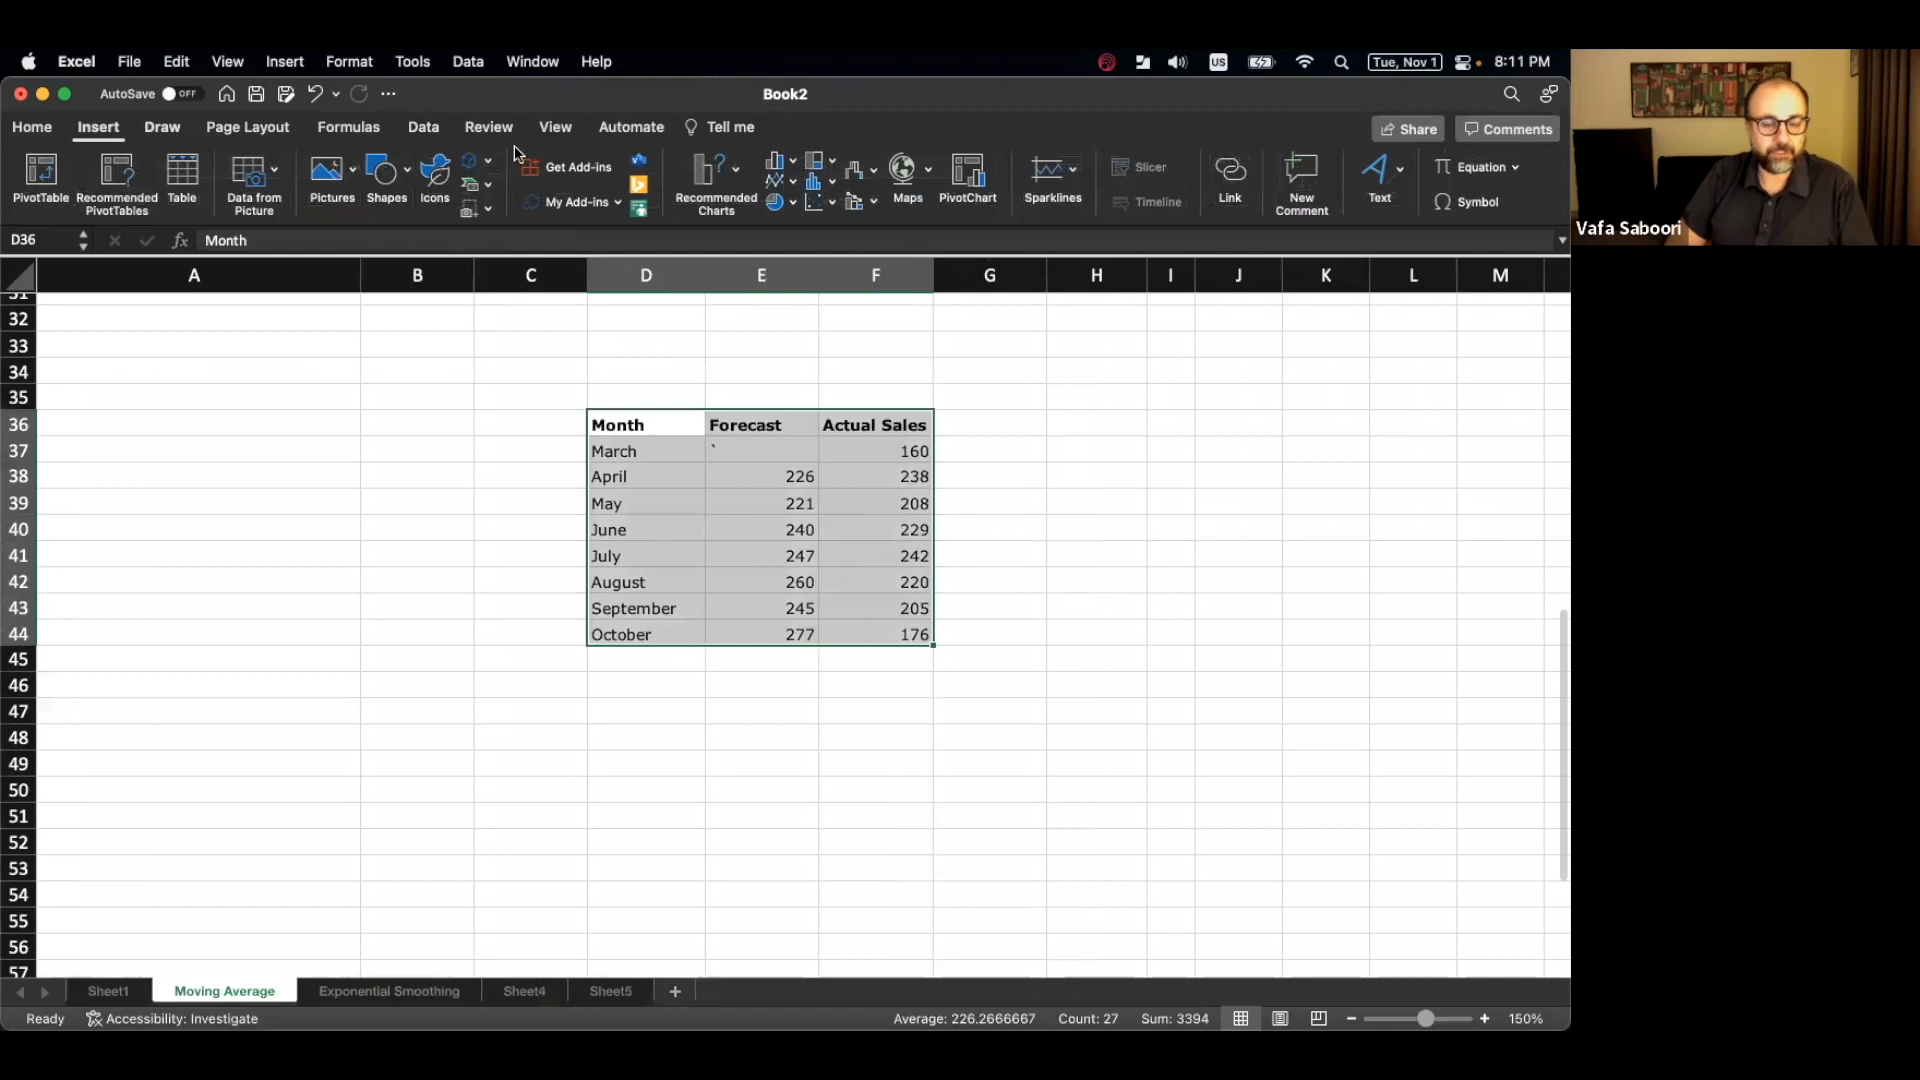 Excel File Edit View Insert Format Tools Data Window Help US Tue, Nov 1 8:11 PM
AutoSave OFF Book2
Home Insert Draw Page Layout Formulas Data Review View Automate Tell me Share Comments
PivotTable Recommended PivotTables Table Data from Picture Pictures Shapes Icons Get Add-ins My Add-ins Recommended Charts Maps PivotChart Sparklines Slicer Timeline Link New Comment Text Equation Symbol
Vafa Saboori
D36 fx Month
A B C D E F G H I J K L M
31
32
33
34
35
36 Month Forecast Actual Sales
37 March ` 160
38 April 226 238
39 May 221 208
40 June 240 229
41 July 247 242
42 August 260 220
43 September 245 205
44 October 277 176
45
46
47
48
49
50
51
52
53
54
55
56
57
Sheet1 Moving Average Exponential Smoothing Sheet4 Sheet5 +
Ready Accessibility: Investigate Average: 226.2666667 Count: 27 Sum: 3394 150%